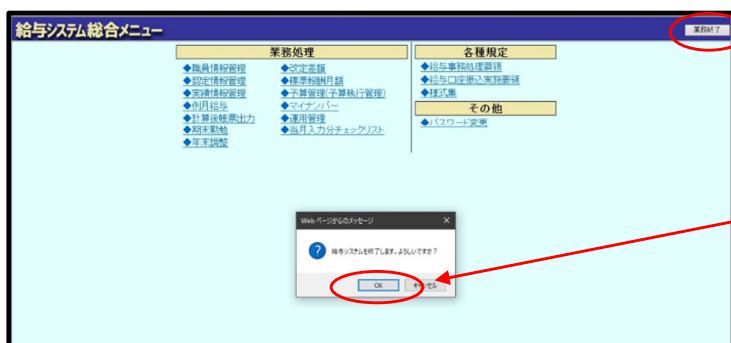 給与システム総合メニュー
業務終了
業務処理
◆職員情報管理
◆認定情報管理
◆実績情報管理
◆例月給与
◆計算後帳票出力
◆期末勤勉
◆年末調整
◆改定差額
◆標準報酬月額
◆予算管理(予算執行管理)
◆マイナンバー
◆運用管理
◆当月入力分チェックリスト
各種規定
◆給与事務処理要領
◆給与口座振込実施要領
◆様式集
その他
◆パスワード変更
Web ページからのメッセージ
給与システムを終了します。よろしいですか？
OK
キャンセル